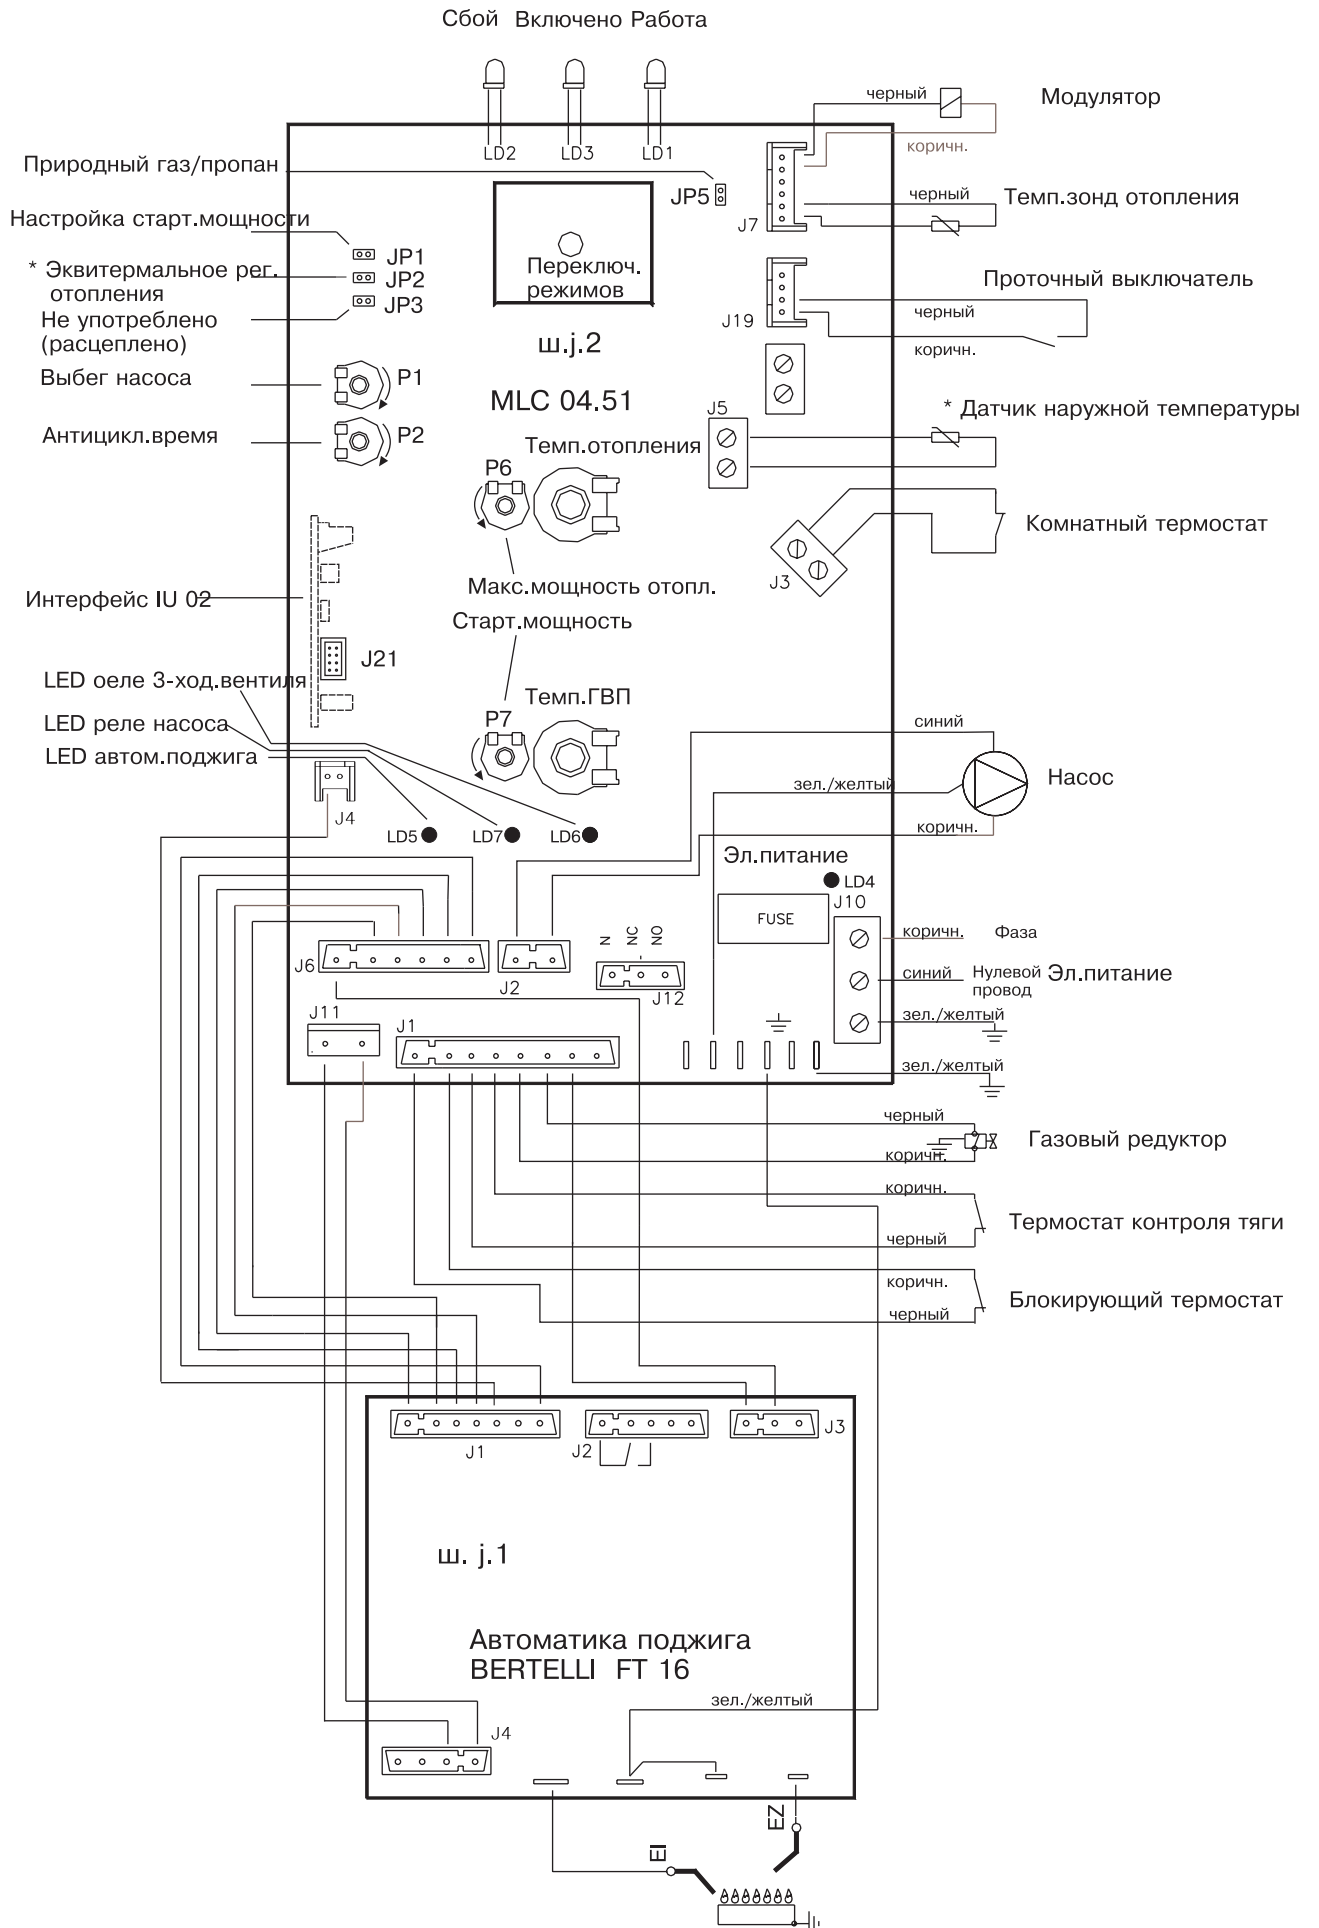 Сбой Включено Работа
LD2 LD3 LD1
черный
Модулятор
коричн.
Природный газ/пропан
JP5
черный
Темп.зонд отопления
J7
Настройка старт.мощности
JP1
* Эквитермальное рег.
отопления
JP2
JP3
Не употреблено
(расцеплено)
Переключ.
режимов
Проточный выключатель
черный
J19
коричн.
ш.j.2
Выбег насоса
P1
MLC 04.51
J5
* Датчик наружной температуры
Антицикл.время
P2
Темп.отопления
P6
Комнатный термостат
J3
Макс.мощность отопл.
Интерфейс IU 02
Старт.мощность
J21
LED оеле 3-ход.вентиля
Темп.ГВП
LED реле насоса
P7
синий
LED автом.поджига
зел./желтый
Насос
J4
LD5 LD7 LD6
коричн.
Эл.питание
LD4
J10
FUSE
коричн. Фаза
N NC NO
J6
J2
J12
синий
Нулевой
провод
Эл.питание
зел./желтый
J11
J1
зел./желтый
черный
Газовый редуктор
коричн.
коричн.
Термостат контроля тяги
черный
коричн.
Блокирующий термостат
черный
J1
J2
J3
ш. j.1
Автоматика поджига
BERTELLI FT 16
зел./желтый
J4
EZ
EI